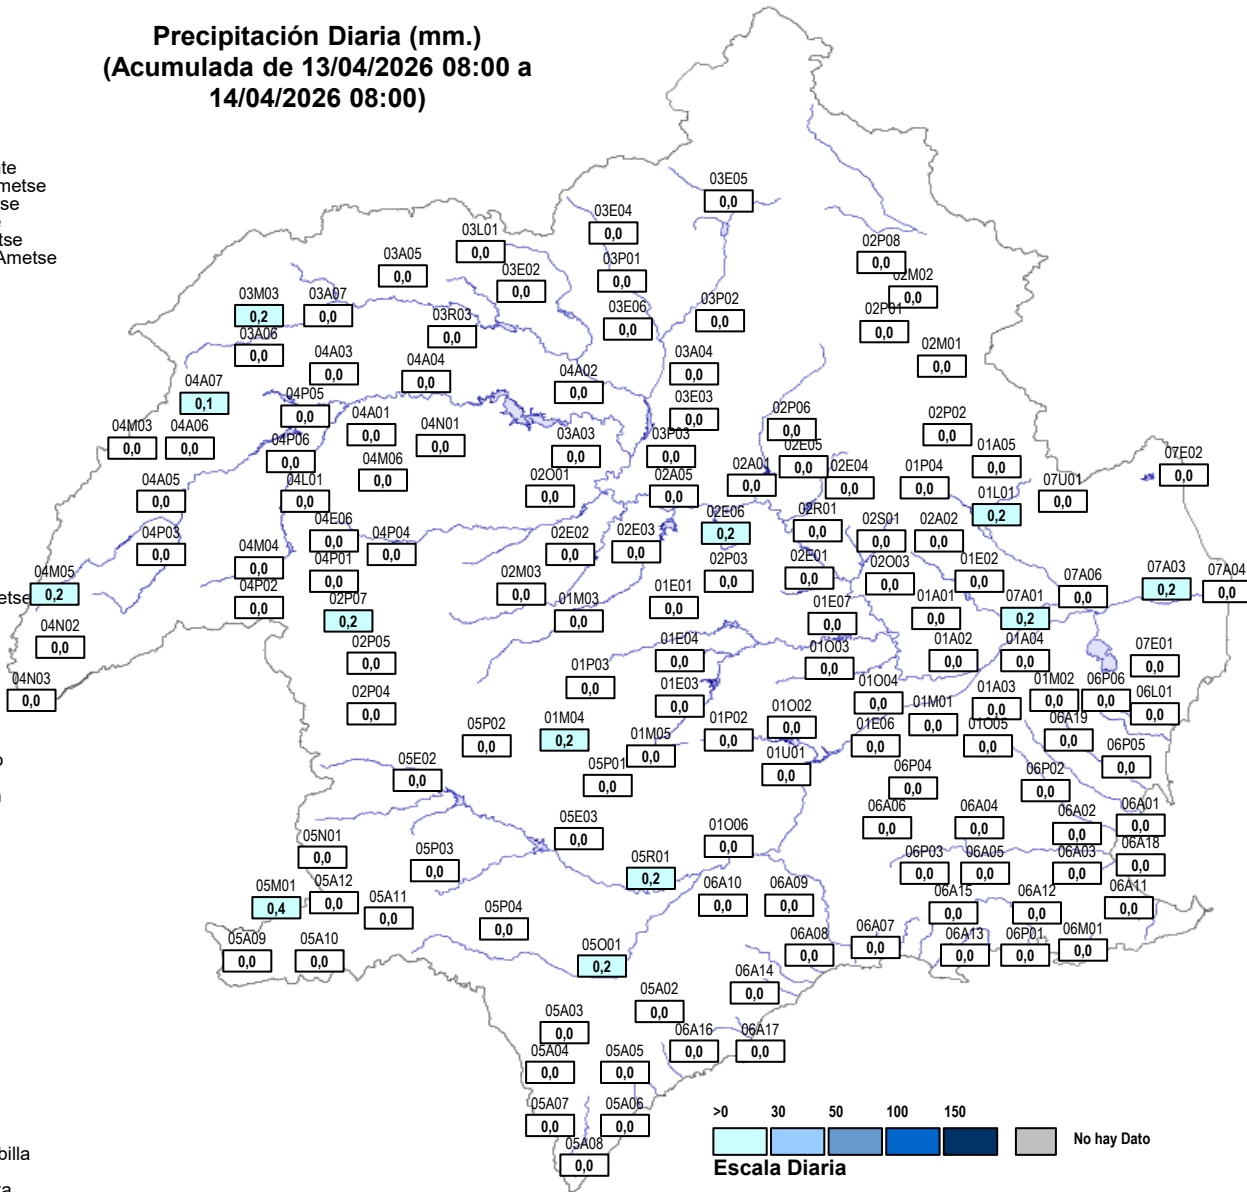 Precipitación Diaria (mm.)
(Acumulada de 13/04/2026 08:00 a
14/04/2026 08:00)
nte
metse
se
e
tse
Ametse
etse
o
n
billa
ra
03E05
0,0
03E04
0,0
03L01
0,0
03A05
0,0
03E02
0,0
03P01
0,0
02P08
0,0
02M02
0,0
03M03
0,2
03A07
0,0
03R03
0,0
03E06
0,0
03P02
0,0
02P01
0,0
03A06
0,0
04A03
0,0
04A04
0,0
04A02
0,0
03A04
0,0
02M01
0,0
04A07
0,1
04P05
0,0
04A01
0,0
04N01
0,0
03E03
0,0
02P06
0,0
02P02
0,0
04M03
0,0
04A06
0,0
04P06
0,0
04M06
0,0
03A03
0,0
03P03
0,0
02E05
0,0
01A05
0,0
07E02
0,0
04A05
0,0
04L01
0,0
02O01
0,0
02A05
0,0
02A01
0,0
02E04
0,0
01P04
0,0
07U01
0,0
01L01
0,2
04P03
0,0
04E06
0,0
04P04
0,0
02E02
0,0
02E03
0,0
02E06
0,2
02R01
0,0
02S01
0,0
02A02
0,0
04M05
0,2
04M04
0,0
04P01
0,0
02M03
0,0
02P03
0,0
02E01
0,0
02O03
0,0
01E02
0,0
07A06
0,0
07A03
0,2
07A04
0,0
04P02
0,0
02P07
0,2
01M03
0,0
01E01
0,0
01E07
0,0
01A01
0,0
07A01
0,2
04N02
0,0
02P05
0,0
01E04
0,0
01O03
0,0
01A02
0,0
01A04
0,0
07E01
0,0
04N03
0,0
02P04
0,0
01P03
0,0
01E03
0,0
01O04
0,0
01A03
0,0
01M02
0,0
06P06
0,0
06L01
0,0
05P02
0,0
01M04
0,2
01M05
0,0
01P02
0,0
01O02
0,0
01E06
0,0
01M01
0,0
01O05
0,0
06A19
0,0
06P05
0,0
05E02
0,0
05P01
0,0
01U01
0,0
06P04
0,0
06P02
0,0
05E03
0,0
01O06
0,0
06A06
0,0
06A04
0,0
06A02
0,0
06A01
0,0
05N01
0,0
05P03
0,0
05R01
0,2
06P03
0,0
06A05
0,0
06A03
0,0
06A18
0,0
05M01
0,4
05A12
0,0
05A11
0,0
06A10
0,0
06A09
0,0
06A15
0,0
06A12
0,0
06A11
0,0
05P04
0,0
05A09
0,0
05A10
0,0
05O01
0,2
06A08
0,0
06A07
0,0
06A13
0,0
06P01
0,0
06M01
0,0
05A02
0,0
06A14
0,0
05A03
0,0
06A16
0,0
06A17
0,0
05A04
0,0
05A05
0,0
05A07
0,0
05A06
0,0
05A08
0,0
>0 30 50 100 150
No hay Dato
Escala Diaria